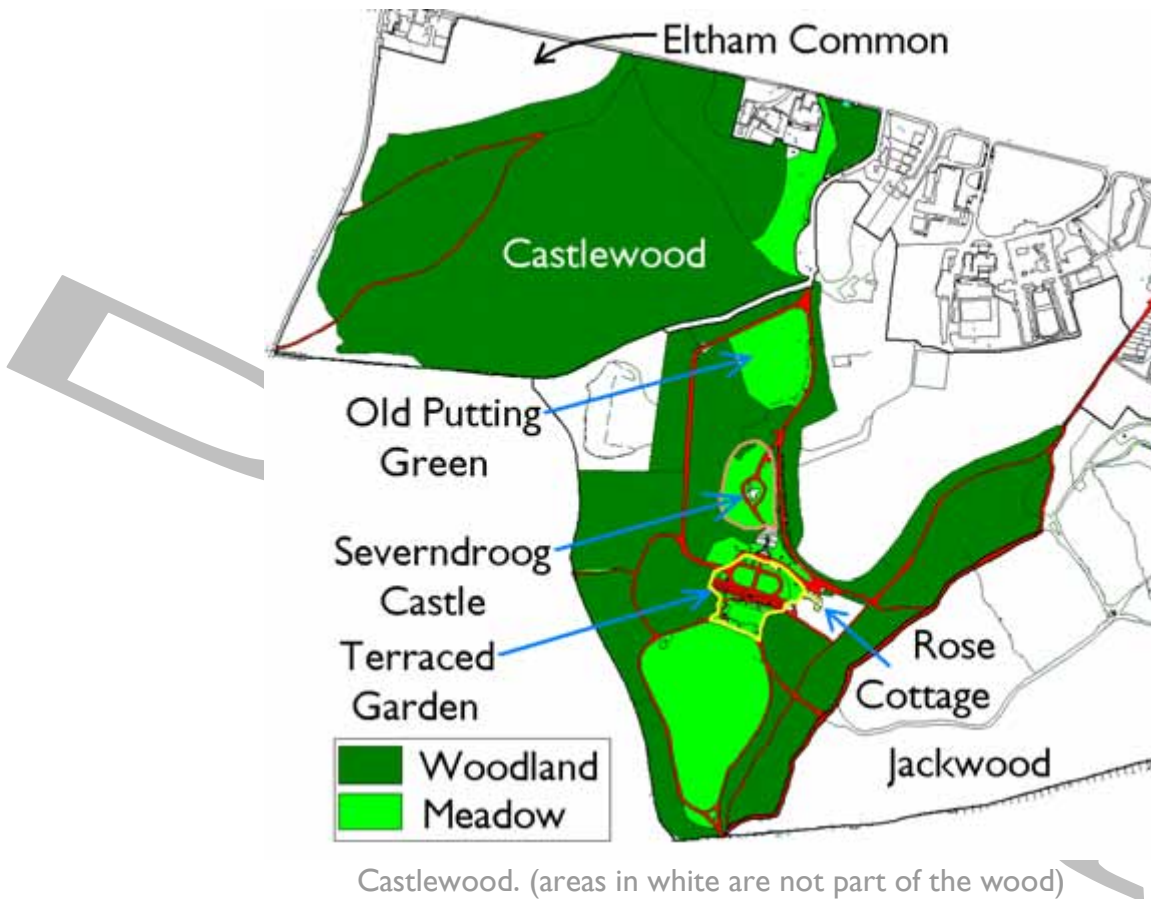 Eltham Common
Castlewood
Old Putting
Green
Severndroog
Castle
Terraced
Garden
Rose
Cottage
Jackwood
Woodland
Meadow
Castlewood. (areas in white are not part of the wood)